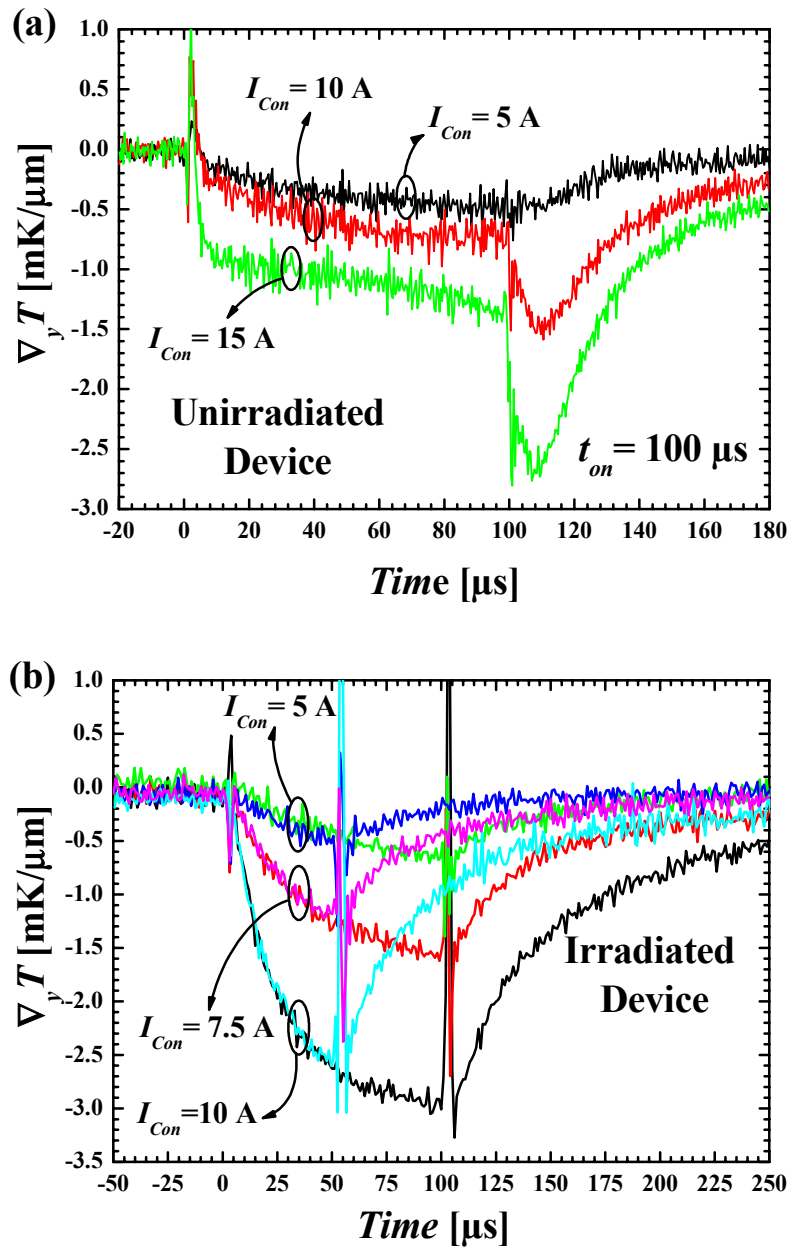 (a)
1.0
0.5
0.0
-0.5
-1.0
-1.5
-2.0
-2.5
-3.0
∇yT [mK/μm]
I_Con = 10 A
I_Con = 5 A
I_Con = 15 A
Unirradiated
Device
t_on = 100 μs
-20 0 20 40 60 80 100 120 140 160 180
Time [μs]
(b)
1.0
0.5
0.0
-0.5
-1.0
-1.5
-2.0
-2.5
-3.0
-3.5
∇yT [mK/μm]
I_Con = 5 A
I_Con = 7.5 A
I_Con =10 A
Irradiated
Device
-50 -25 0 25 50 75 100 125 150 175 200 225 250
Time [μs]